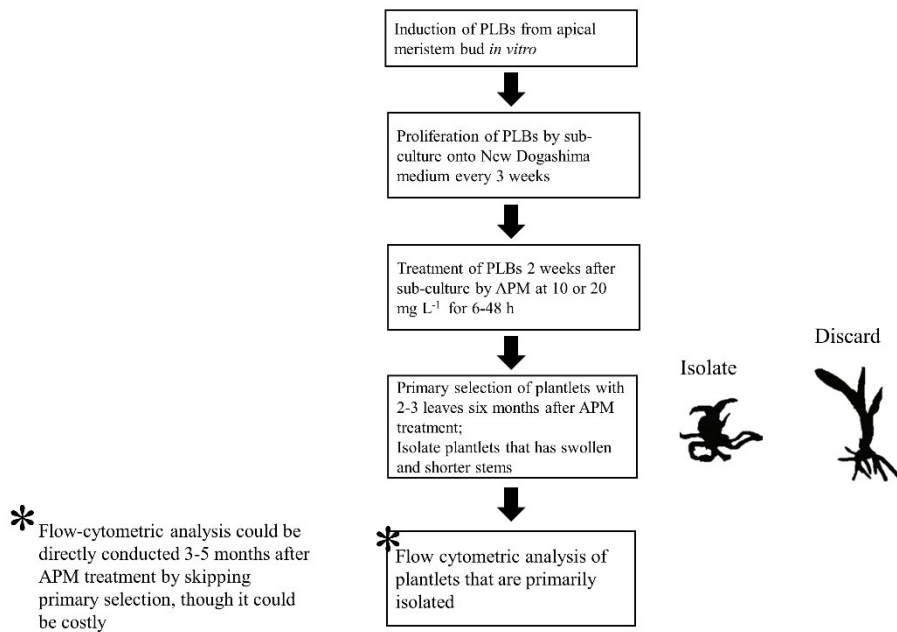 Induction of PLBs from apical
meristem bud in vitro
Proliferation of PLBs by sub-
culture onto New Dogashima
medium every 3 weeks
Treatment of PLBs 2 weeks after
sub-culture by APM at 10 or 20
mg L-1 for 6-48 h
Primary selection of plantlets with
2-3 leaves six months after APM
treatment;
Isolate plantlets that has swollen
and shorter stems
Isolate
Discard
* Flow cytometric analysis of
plantlets that are primarily
isolated
* Flow-cytometric analysis could be
directly conducted 3-5 months after
APM treatment by skipping
primary selection, though it could
be costly